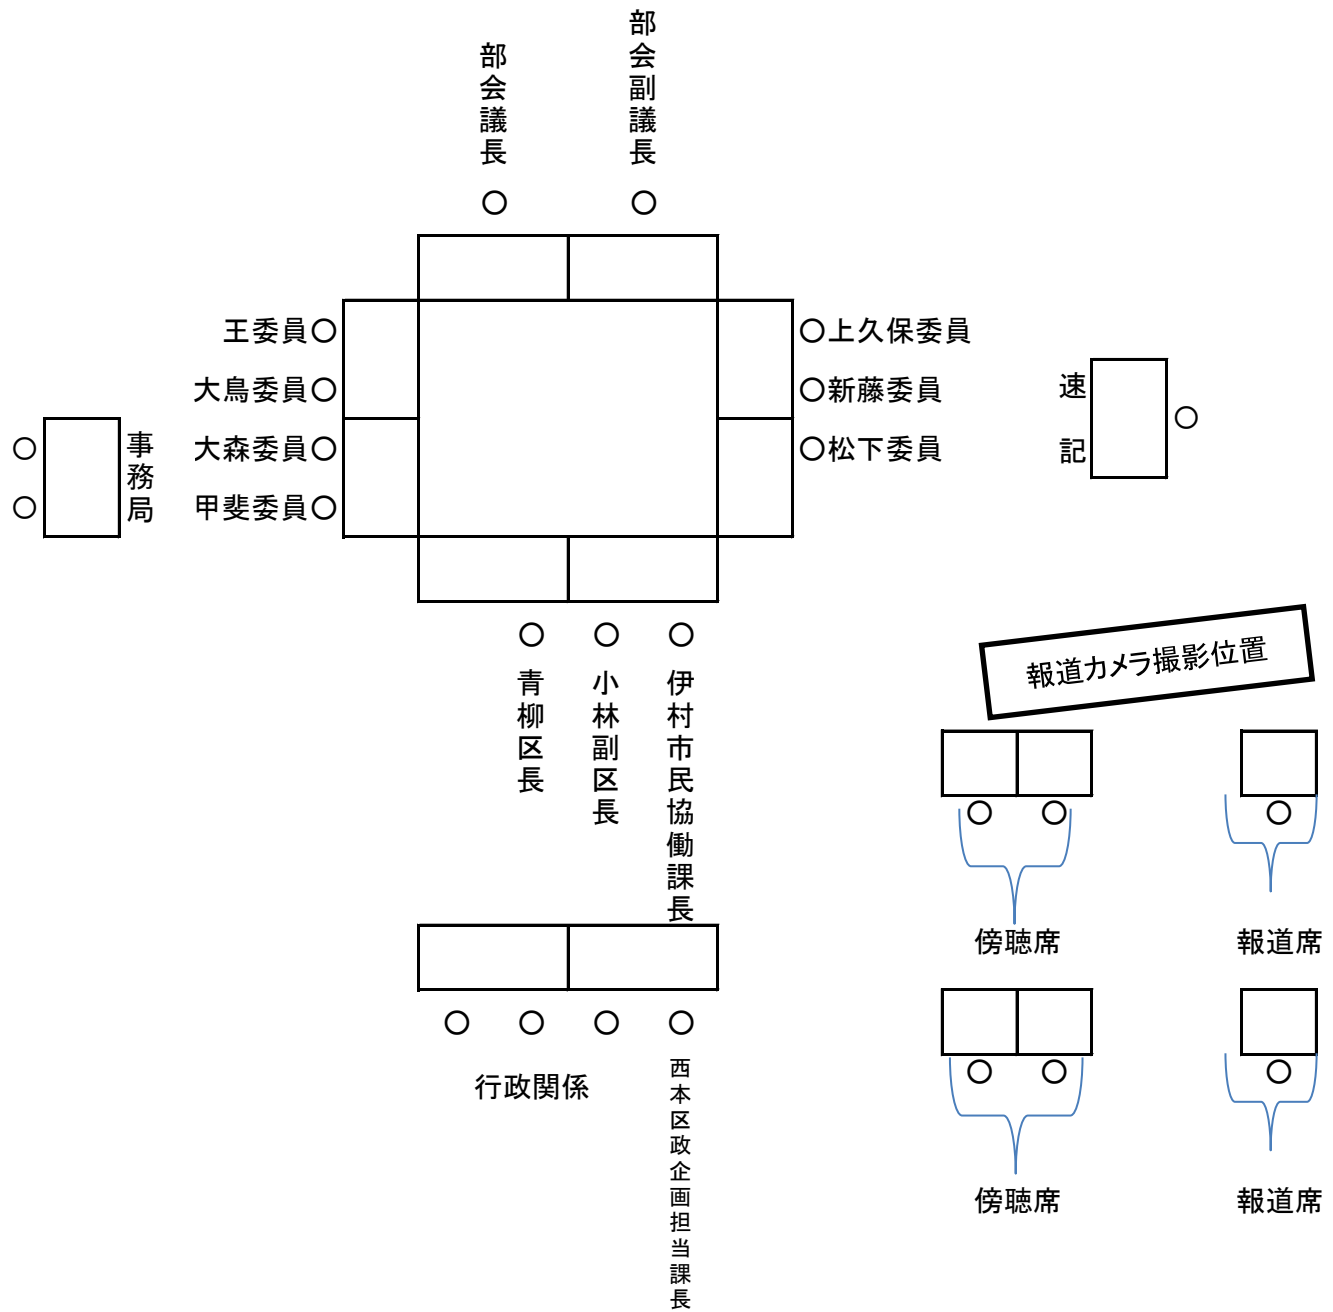 部会議長
部会副議長
王委員
上久保委員
大鳥委員
新藤委員
大森委員
松下委員
甲斐委員
事務局
速記
青柳区長
小林副区長
伊村市民協働課長
報道カメラ撮影位置
傍聴席
報道席
行政関係
西本区政企画担当課長
傍聴席
報道席